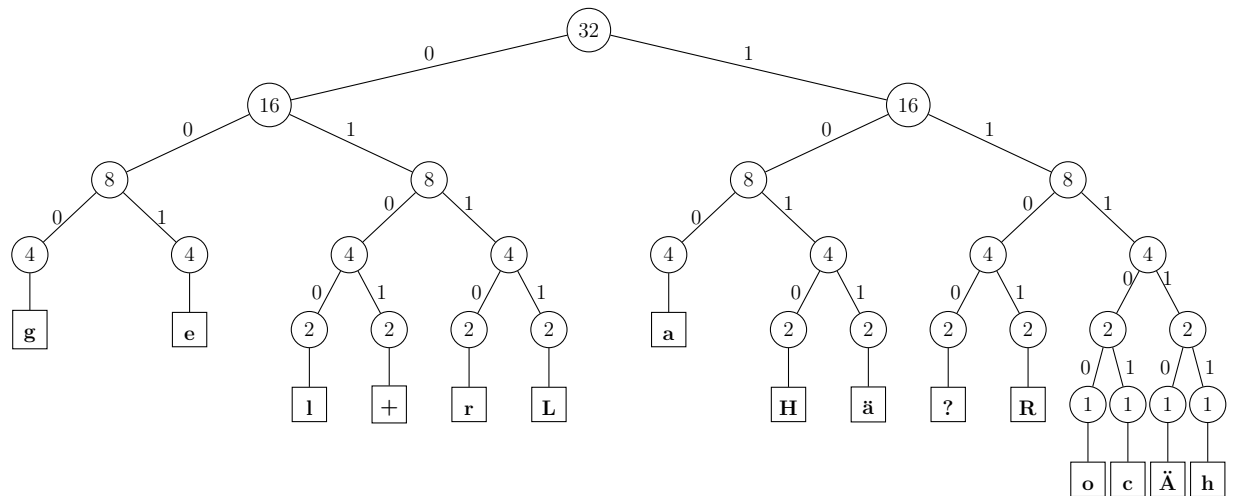 32
0 1
16 16
0 1 0 1
8 8 8 8
0 1 0 1 0 1 0 1
4 4 4 4 4 4 4 4
0 1 0 1 0 1 0 1 0 1
g e 2 2 2 2 a 2 2 2 2 2 2
0 1 0 1
l + r L H ä ? R 1 1 1 1
o c Ä h